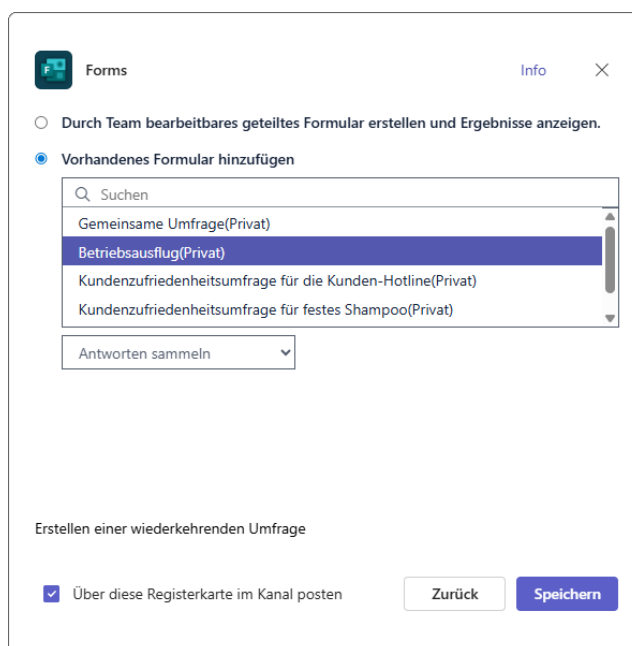 Forms
Info
Durch Team bearbeitbares geteiltes Formular erstellen und Ergebnisse anzeigen.
Vorhandenes Formular hinzufügen
Suchen
Gemeinsame Umfrage(Privat)
Betriebsausflug(Privat)
Kundenzufriedenheitsumfrage für die Kunden-Hotline(Privat)
Kundenzufriedenheitsumfrage für festes Shampoo(Privat)
Antworten sammeln
Erstellen einer wiederkehrenden Umfrage
Über diese Registerkarte im Kanal posten
Zurück
Speichern